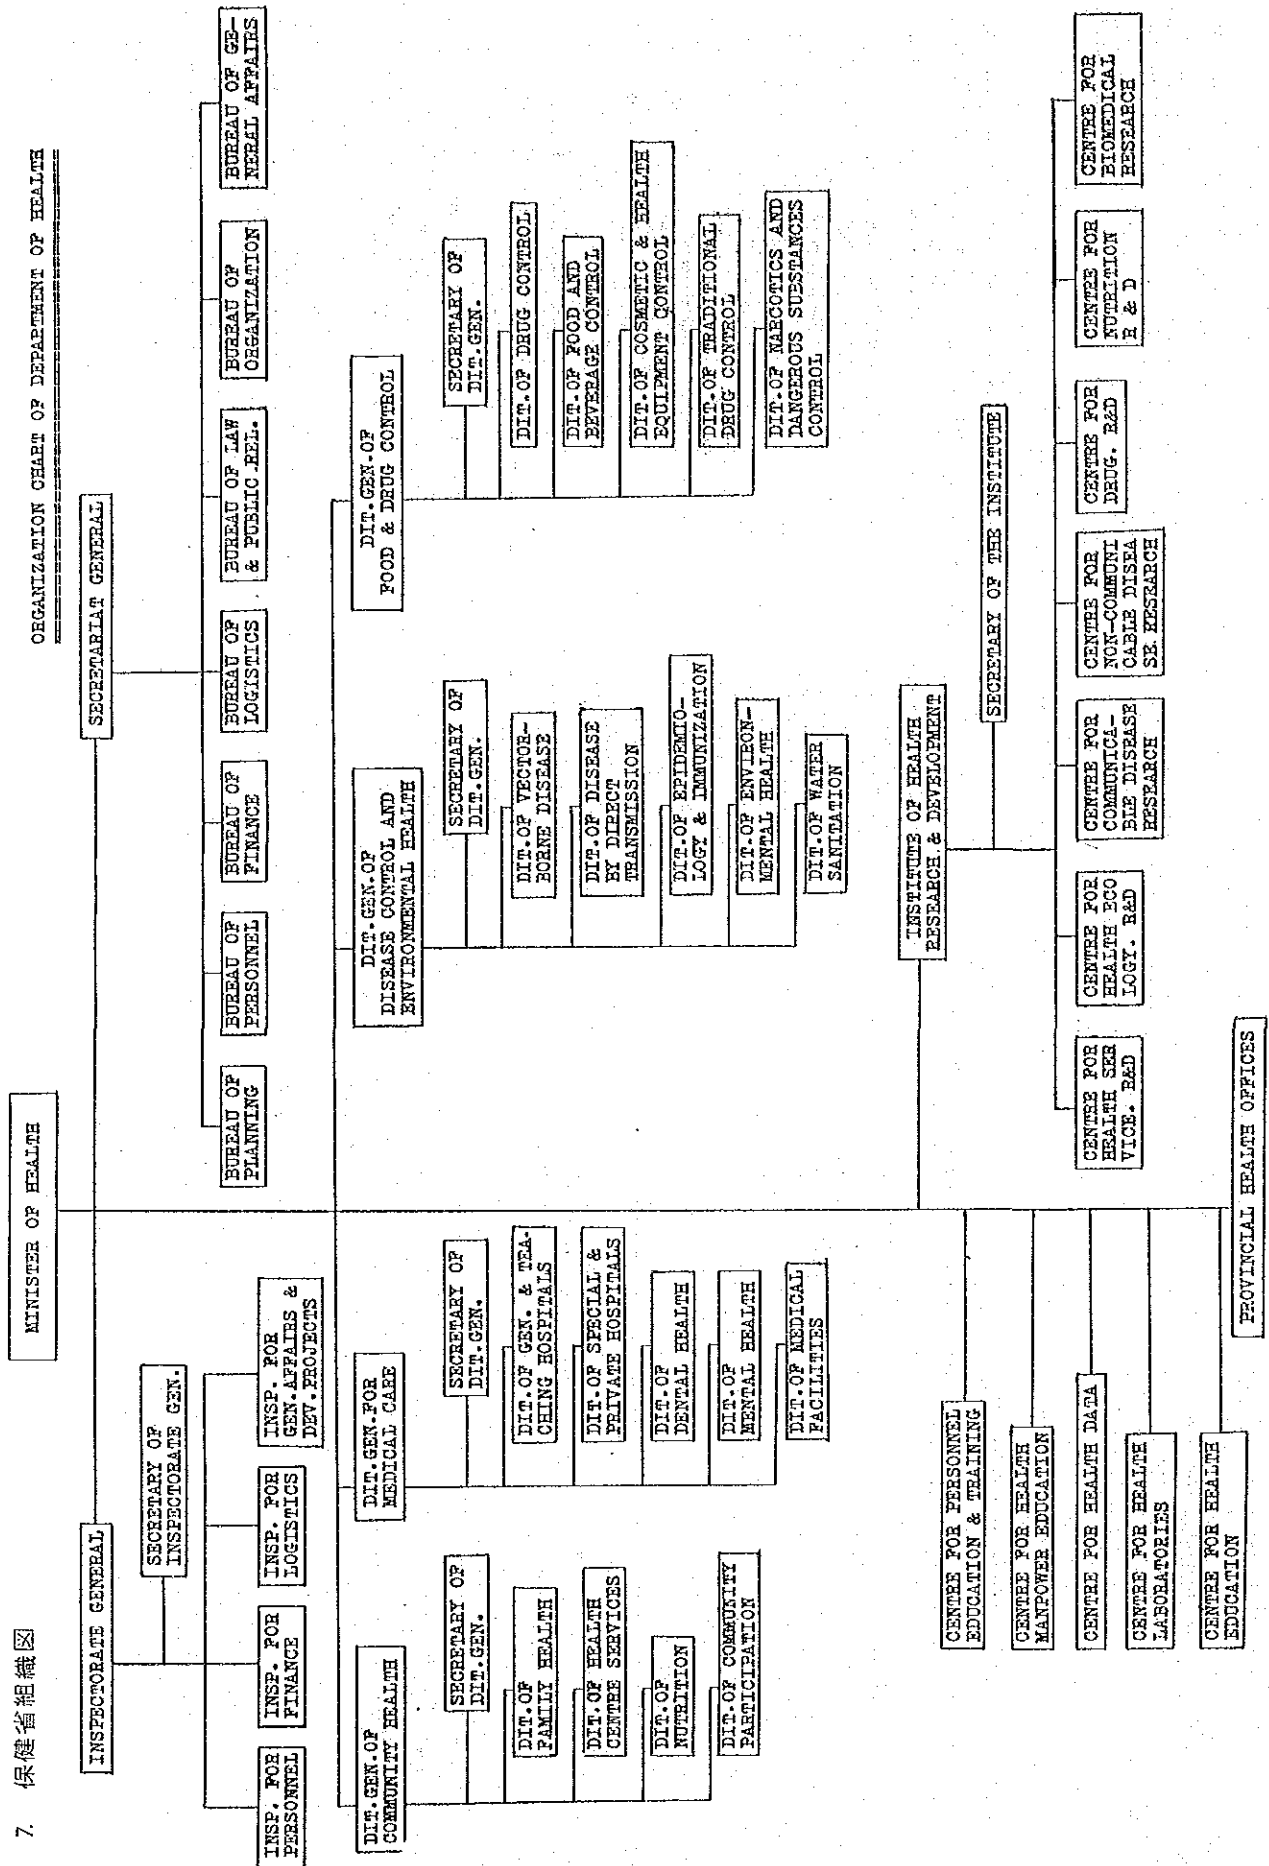 7. 保健省組織図
ORGANIZATION CHART OF DEPARTMENT OF HEALTH
MINISTER OF HEALTH
INSPECTORATE GENERAL
SECRETARIAT GENERAL
SECRETARY OF
INSPECTORATE GEN.
INSP. FOR
PERSONNEL
INSP. FOR
FINANCE
INSP. FOR
LOGISTICS
INSP. FOR
GEN.AFFAIRS &
DEV.PROJECTS
BUREAU OF
PLANNING
BUREAU OF
PERSONNEL
BUREAU OF
FINANCE
BUREAU OF
LOGISTICS
BUREAU OF LAW
& PUBLIC.REL.
BUREAU OF
ORGANIZATION
BUREAU OF GE-
NERAL AFFAIRS
DIT.GEN.OF
COMMUNITY HEALTH
SECRETARY OF
DIT.GEN.
DIT.OF
FAMILY HEALTH
DIT.OF HEALTH
CENTRE SERVICES
DIT.OF
NUTRITION
DIT.OF COMMUNITY
PARTICIPATION
DIT.GEN.FOR
MEDICAL CARE
SECRETARY OF
DIT.GEN.
DIT.OF GEN. & TEA-
CHING HOSPITALS
DIT.OF SPECIAL &
PRIVATE HOSPITALS
DIT.OF
DENTAL HEALTH
DIT.OF
MENTAL HEALTH
DIT.OF MEDICAL
FACILITIES
DIT.GEN.OF
DISEASE CONTROL AND
ENVIRONMENTAL HEALTH
SECRETARY OF
DIT.GEN.
DIT.OF VECTOR-
BORNE DISEASE
DIT.OF DISEASE
BY DIRECT
TRANSMISSION
DIT.OF EPIDEMIO-
LOGY & IMMUNIZATION
DIT.OF ENVIRON-
MENTAL HEALTH
DIT.OF WATER
SANITATION
DIT.GEN.OF
FOOD & DRUG CONTROL
SECRETARY OF
DIT.GEN.
DIT.OF DRUG CONTROL
DIT.OF FOOD AND
BEVERAGE CONTROL
DIT.OF COSMETIC & HEALTH
EQUIPMENT CONTROL
DIT.OF TRADITIONAL
DRUG CONTROL
DIT.OF NARCOTICS AND
DANGEROUS SUBSTANCES
CONTROL
INSTITUTE OF HEALTH
RESEARCH & DEVELOPMENT
SECRETARY OF THE INSTITUTE
CENTRE FOR
HEALTH SER
VICE. R&D
CENTRE FOR
HEALTH ECO
LOGY. R&D
CENTRE FOR
COMMUNICA-
BLE DISEASE
RESEARCH
CENTRE FOR
NON-COMMUNI
CABLE DISEA
SE RESEARCH
CENTRE FOR
DRUG. R&D
CENTRE FOR
NUTRITION
R & D
CENTRE FOR
BIOMEDICAL
RESEARCH
CENTRE FOR PERSONNEL
EDUCATION & TRAINING
CENTRE FOR HEALTH
MANPOWER EDUCATION
CENTRE FOR HEALTH DATA
CENTRE FOR HEALTH
LABORATORIES
CENTRE FOR HEALTH
EDUCATION
PROVINCIAL HEALTH OFFICES